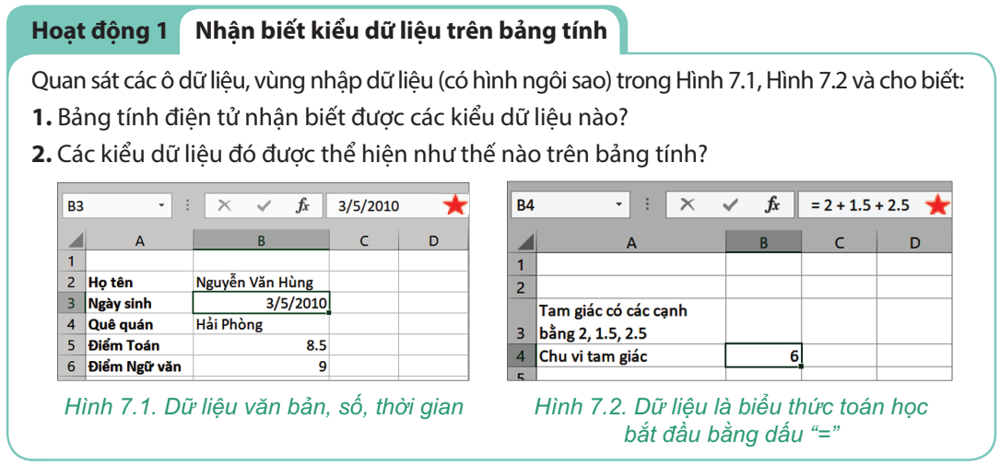 Hoạt động 1 Nhận biết kiểu dữ liệu trên bảng tính
Quan sát các ô dữ liệu, vùng nhập dữ liệu (có hình ngôi sao) trong Hình 7.1, Hình 7.2 và cho biết:
1. Bảng tính điện tử nhận biết được các kiểu dữ liệu nào?
2. Các kiểu dữ liệu đó được thể hiện như thế nào trên bảng tính?
B3 fx 3/5/2010
A B C D
1
2 Họ tên Nguyễn Văn Hùng
3 Ngày sinh 3/5/2010
4 Quê quán Hải Phòng
5 Điểm Toán 8.5
6 Điểm Ngữ văn 9
Hình 7.1. Dữ liệu văn bản, số, thời gian
B4 fx = 2 + 1.5 + 2.5
A B C D
1
2
Tam giác có các cạnh
3 bằng 2, 1.5, 2.5
4 Chu vi tam giác 6
5
Hình 7.2. Dữ liệu là biểu thức toán học
bắt đầu bằng dấu “=”